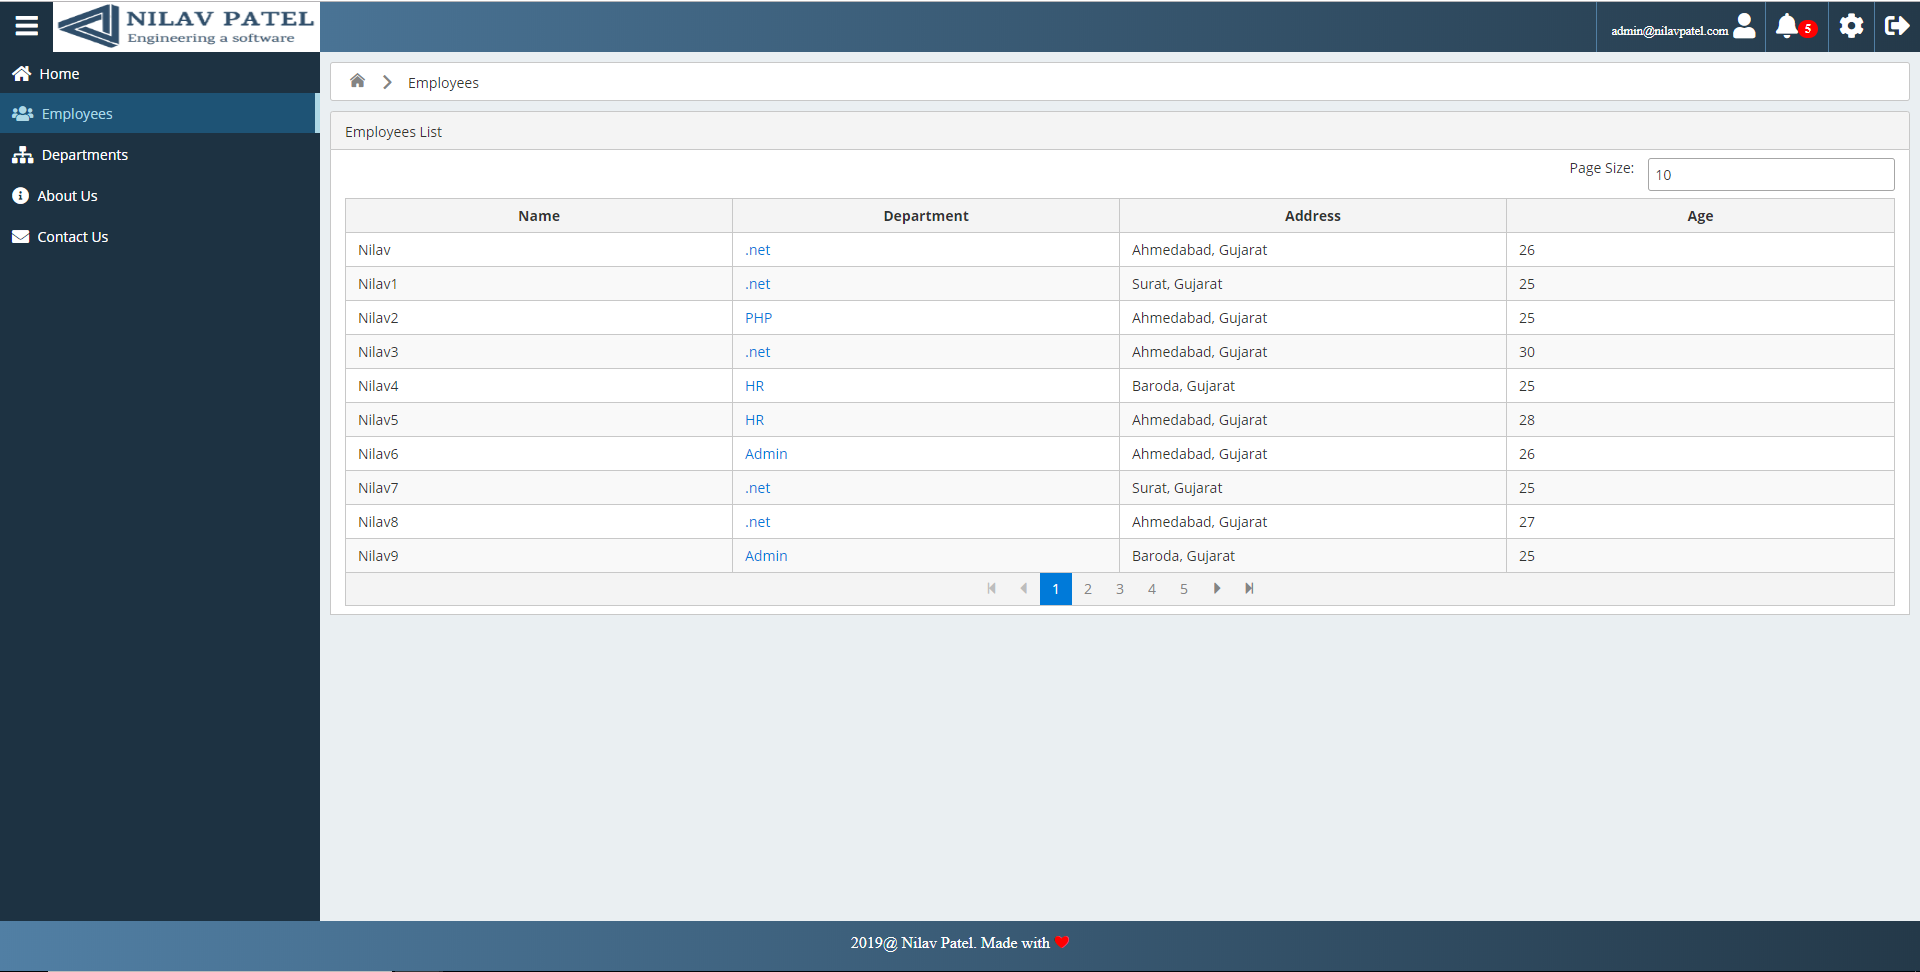 NILAV PATEL
Engineering a software
admin@nilavpatel.com
5
Home
Employees
Departments
About Us
Contact Us
Employees
Employees List
Page Size: 10
Name Department Address Age
Nilav .net Ahmedabad, Gujarat 26
Nilav1 .net Surat, Gujarat 25
Nilav2 PHP Ahmedabad, Gujarat 25
Nilav3 .net Ahmedabad, Gujarat 30
Nilav4 HR Baroda, Gujarat 25
Nilav5 HR Ahmedabad, Gujarat 28
Nilav6 Admin Ahmedabad, Gujarat 26
Nilav7 .net Surat, Gujarat 25
Nilav8 .net Ahmedabad, Gujarat 27
Nilav9 Admin Baroda, Gujarat 25
1 2 3 4 5
2019@ Nilav Patel. Made with ❤